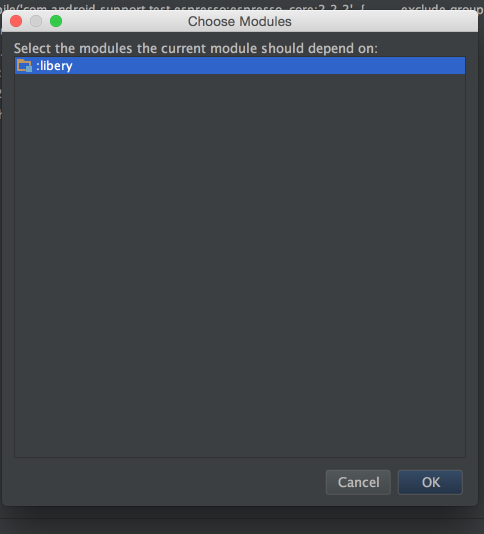 ile('com.android.support.test.espresso:espresso-core:2.2.2', { exclude group
Choose Modules
Select the modules the current module should depend on:
:libery
Cancel
OK